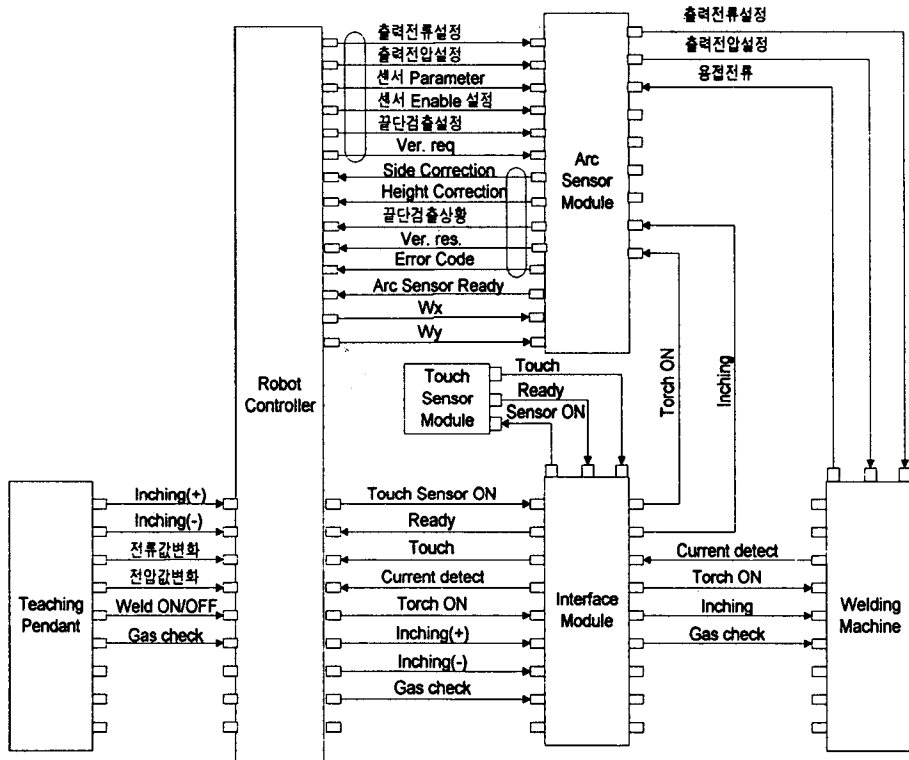 출력전류설정
출력전압설정
센서 Parameter
센서 Enable 설정
끝단검출설정
Ver. req
Side Correction
Height Correction
끝단검출상황
Ver. res.
Error Code
Arc Sensor Ready
Wx
Wy
Robot
Controller
Arc
Sensor
Module
출력전류설정
출력전압설정
용접전류
Torch ON
Inching
Touch
Sensor
Module
Touch
Ready
Sensor ON
Teaching
Pendant
Inching(+)
Inching(-)
전류값변화
전압값변화
Weld ON/OFF
Gas check
Touch Sensor ON
Ready
Touch
Current detect
Torch ON
Inching(+)
Inching(-)
Gas check
Interface
Module
Current detect
Torch ON
Inching
Gas check
Welding
Machine